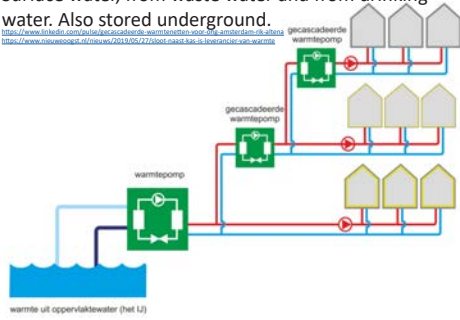 surface water, from waste water and from drinking
water. Also stored underground.
https://www.linkedin.com/pulse/gecascadeerde-warmtenetten-voor-ong-amsterdam-rik-altena
https://www.nieuweoogst.nl/nieuws/2019/05/27/sloot-naast-kas-is-leverancier-van-warmte
gecascadeerde
warmtepomp
gecascadeerde
warmtepomp
warmtepomp
warmte uit oppervlaktewater (het IJ)